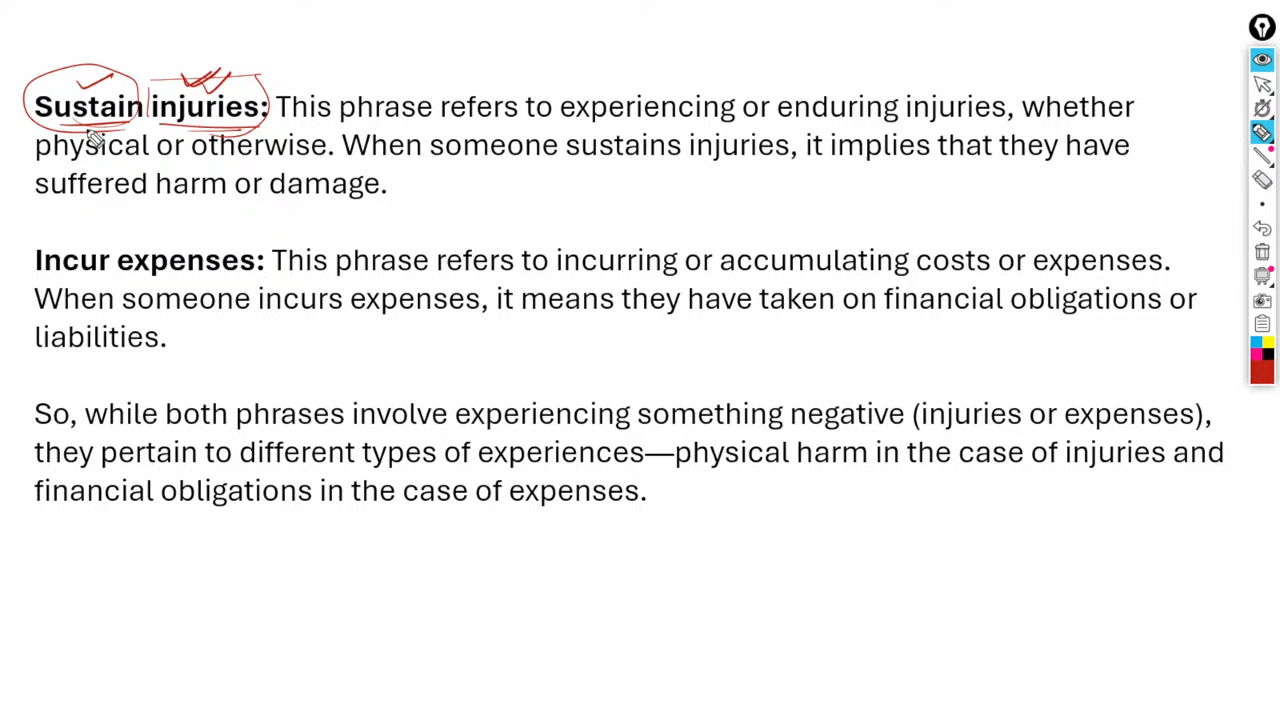 Sustain injuries: This phrase refers to experiencing or enduring injuries, whether
physical or otherwise. When someone sustains injuries, it implies that they have
suffered harm or damage.
Incur expenses: This phrase refers to incurring or accumulating costs or expenses.
When someone incurs expenses, it means they have taken on financial obligations or
liabilities.
So, while both phrases involve experiencing something negative (injuries or expenses),
they pertain to different types of experiences—physical harm in the case of injuries and
financial obligations in the case of expenses.